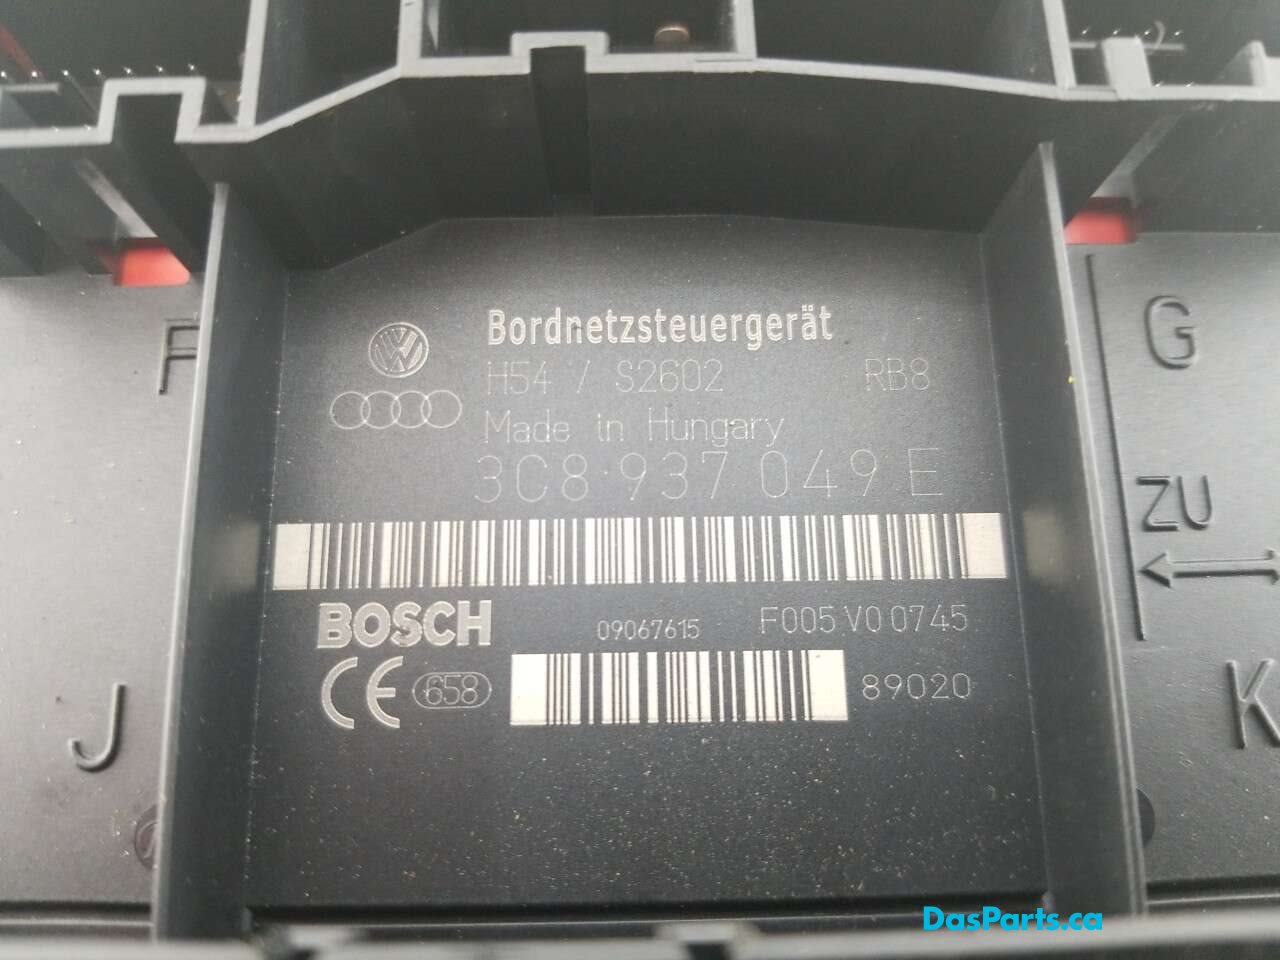 Bordnetzsteuergerät
H54 / S2602 RB8
Made in Hungary
3C8 937 049 E
BOSCH
09067615
F005 V0 0745
CE 658
89020
F
G
ZU
J
K
DasParts.ca